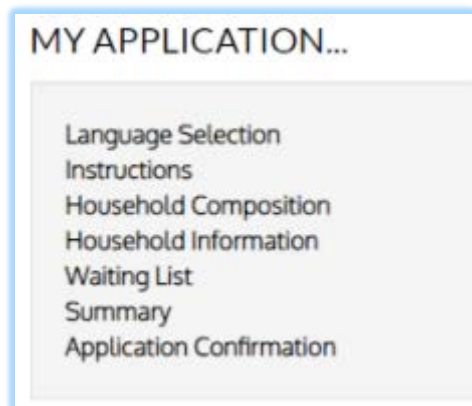 MY APPLICATION...
Language Selection
Instructions
Household Composition
Household Information
Waiting List
Summary
Application Confirmation